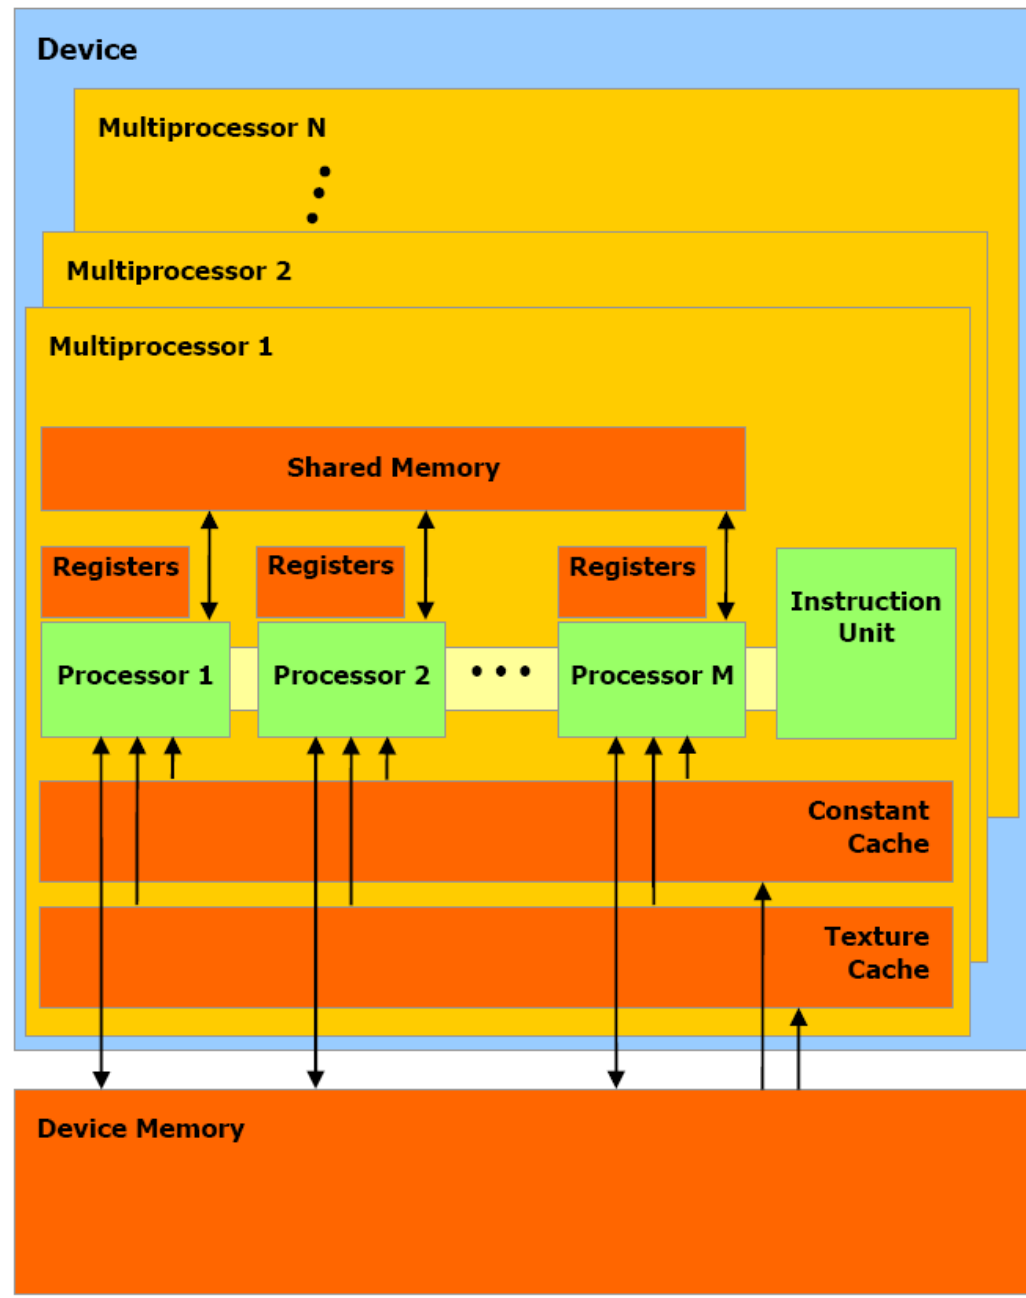 Device
Multiprocessor N
Multiprocessor 2
Multiprocessor 1
Shared Memory
Registers
Registers
Registers
Instruction
Unit
Processor 1
Processor 2
Processor M
Constant
Cache
Texture
Cache
Device Memory